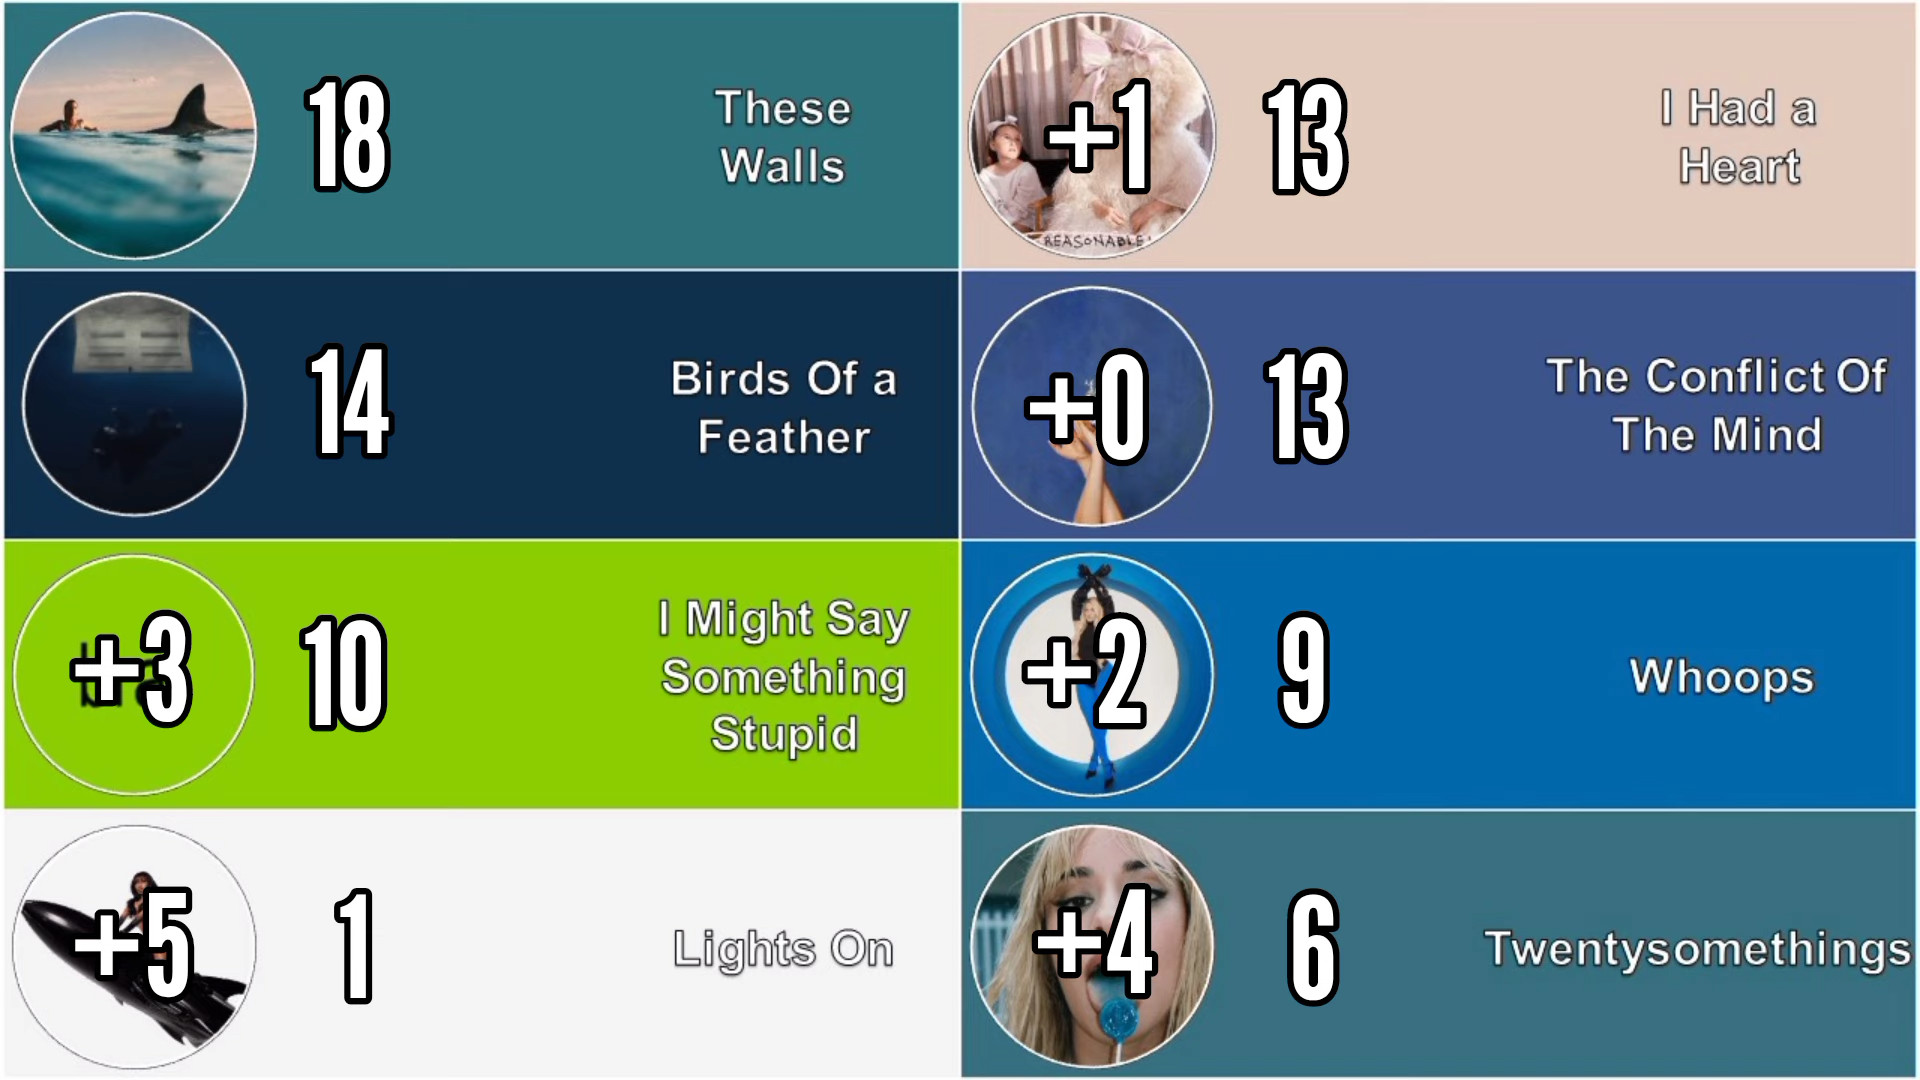 18
These
Walls
+1
13
I Had a
Heart
REASONABLE
14
Birds Of a
Feather
+0
13
The Conflict Of
The Mind
+3
10
I Might Say
Something
Stupid
+2
9
Whoops
+5
1
Lights On
+4
6
Twentysomethings